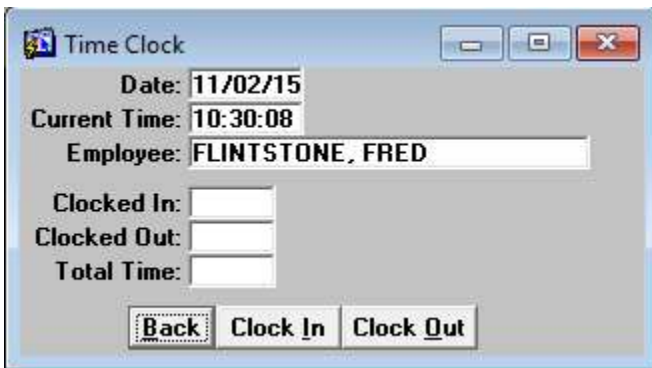 Time Clock
Date: 11/02/15
Current Time: 10:30:08
Employee: FLINTSTONE, FRED
Clocked In:
Clocked Out:
Total Time:
Back Clock In Clock Out